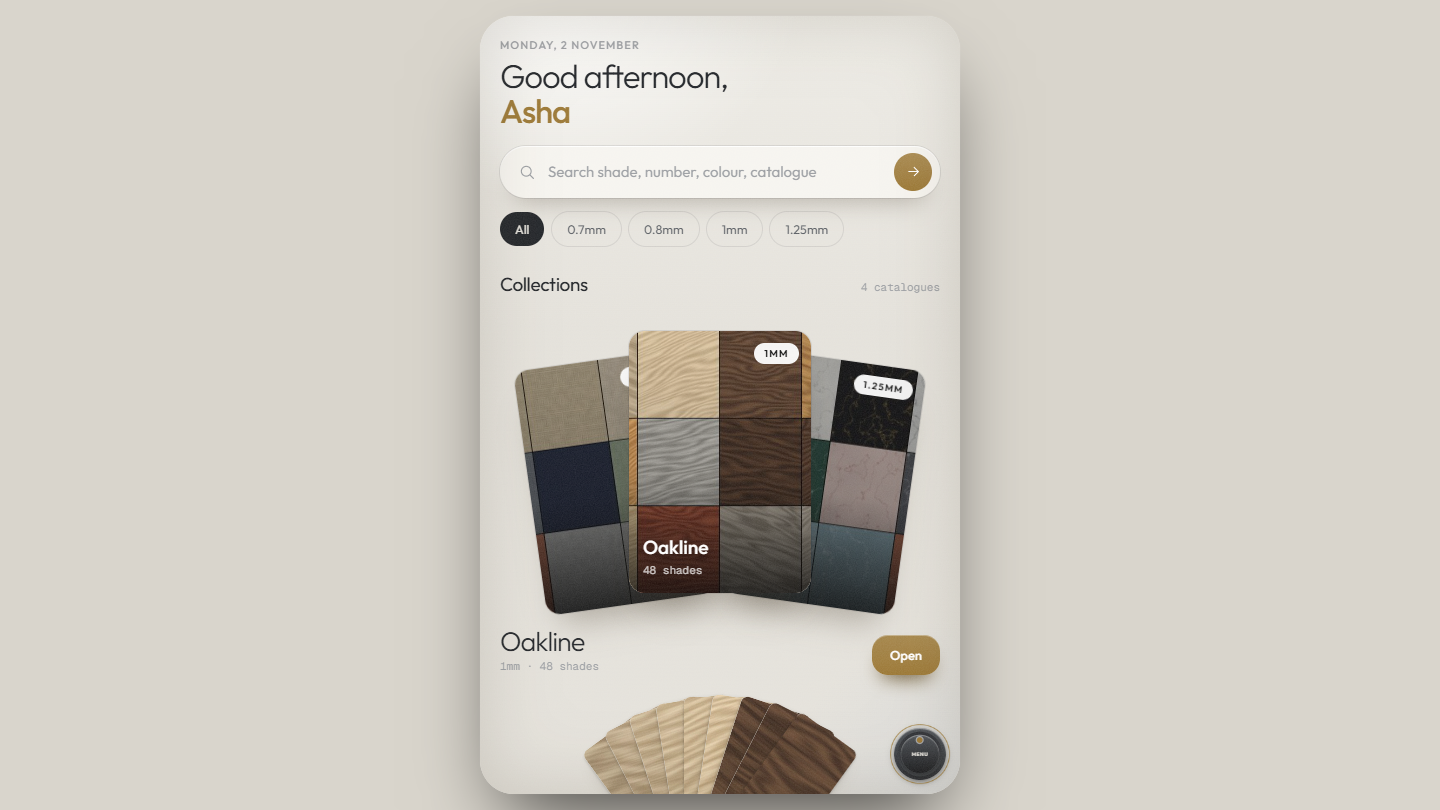 MONDAY, 2 NOVEMBER
Good afternoon,
Asha
Search shade, number, colour, catalogue
All
0.7mm
0.8mm
1mm
1.25mm
Collections
4 catalogues
1MM
1.25MM
Oakline
48 shades
Oakline
1mm · 48 shades
Open
MENU